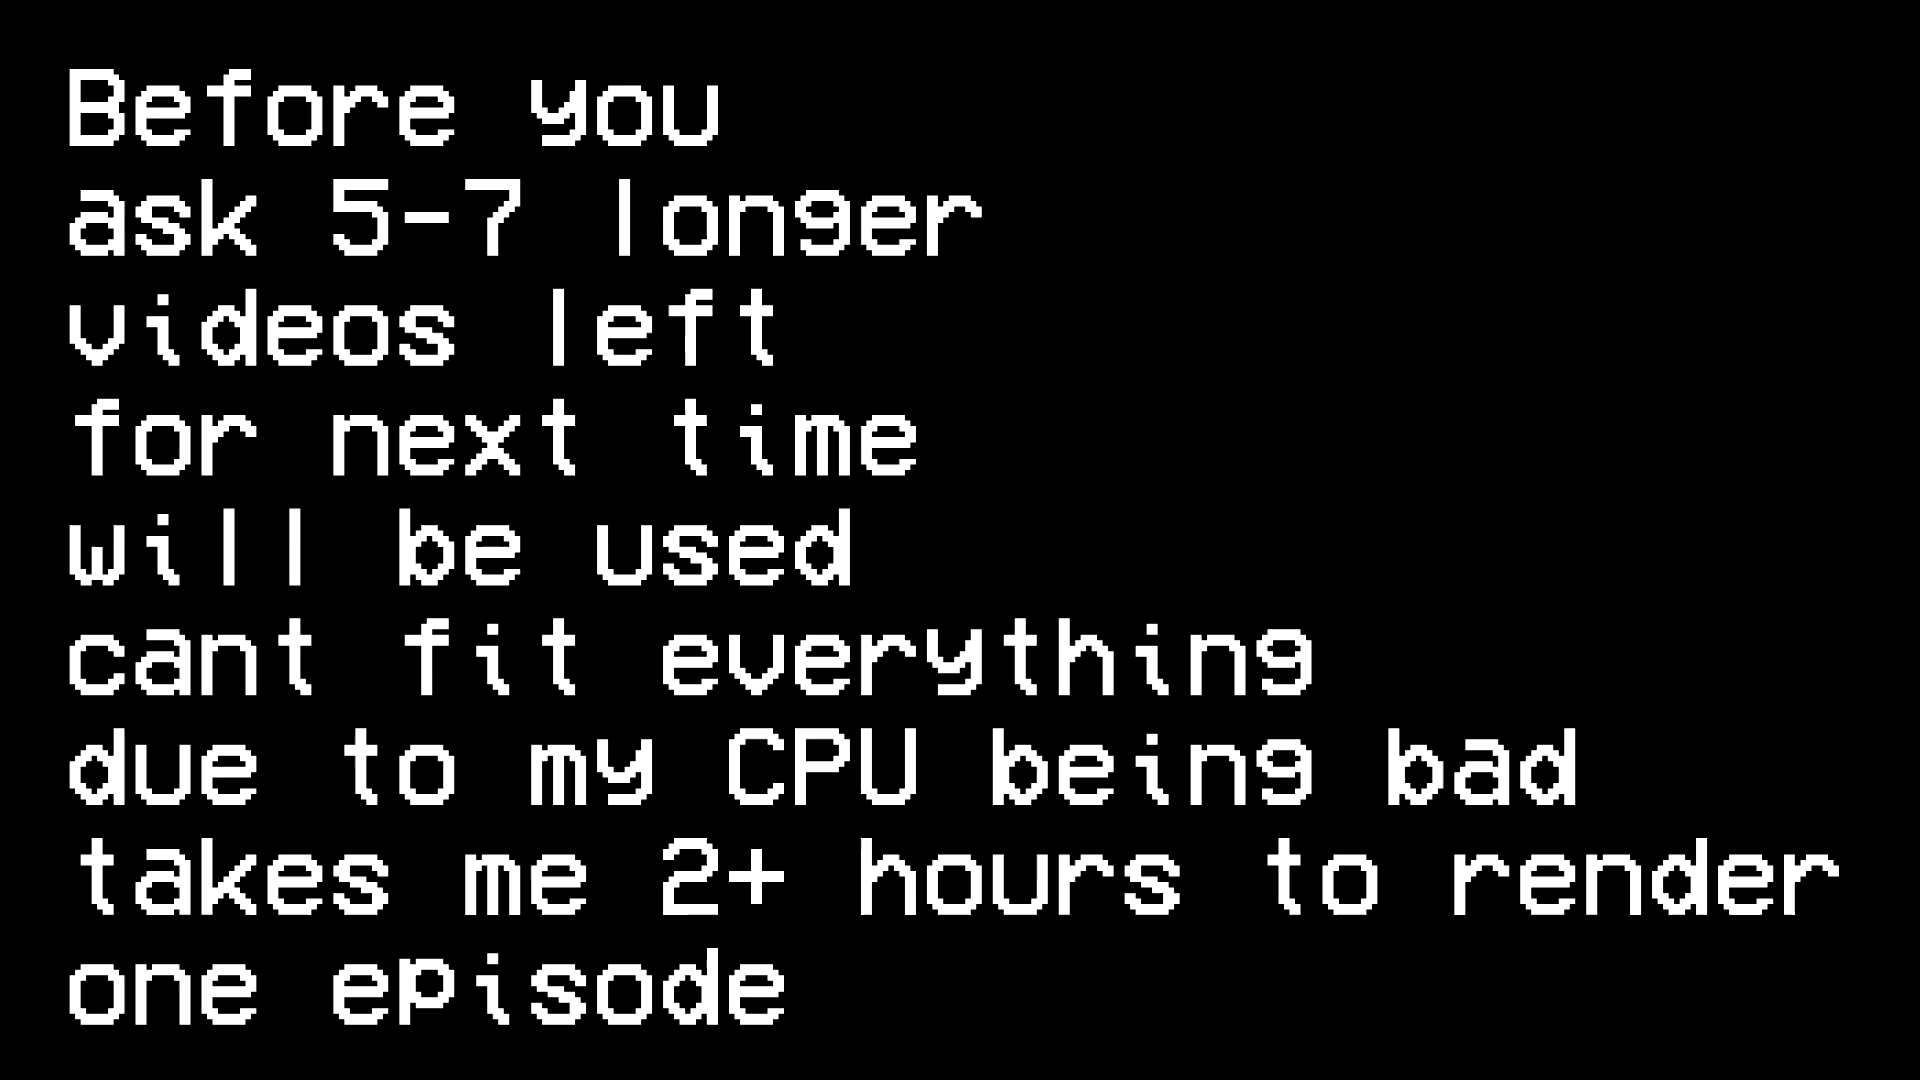 Before you
ask 5-7 longer
videos left
for next time
will be used
cant fit everything
due to my CPU being bad
takes me 2+ hours to render
one episode